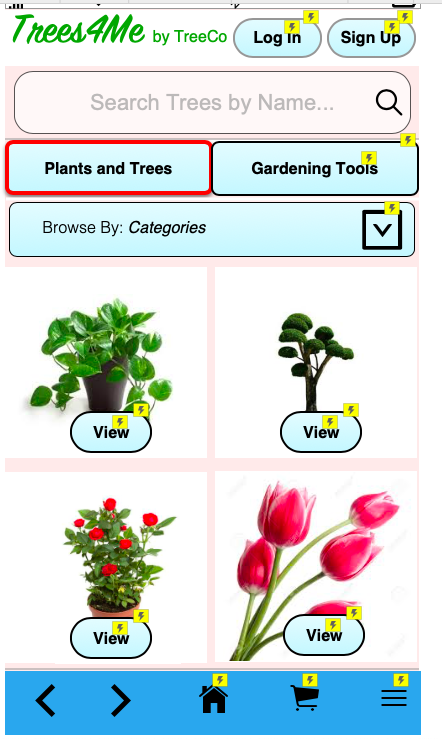 Trees4Me by TreeCo
Log In
Sign Up
Search Trees by Name...
Plants and Trees
Gardening Tools
Browse By: Categories
View
View
View
View